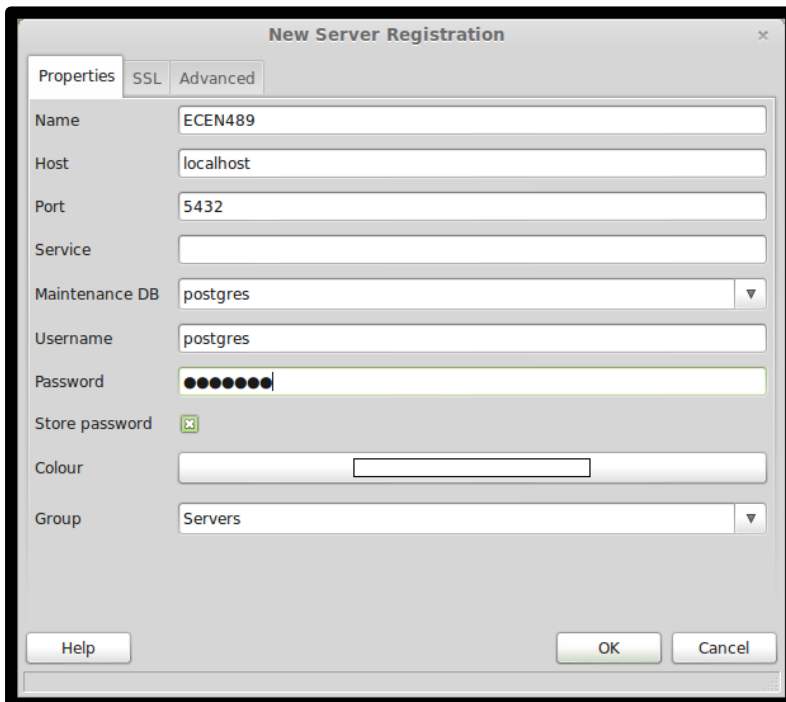 New Server Registration
Properties SSL Advanced
Name ECEN489
Host localhost
Port 5432
Service
Maintenance DB postgres
Username postgres
Password ●●●●●●●
Store password
Colour
Group Servers
Help OK Cancel